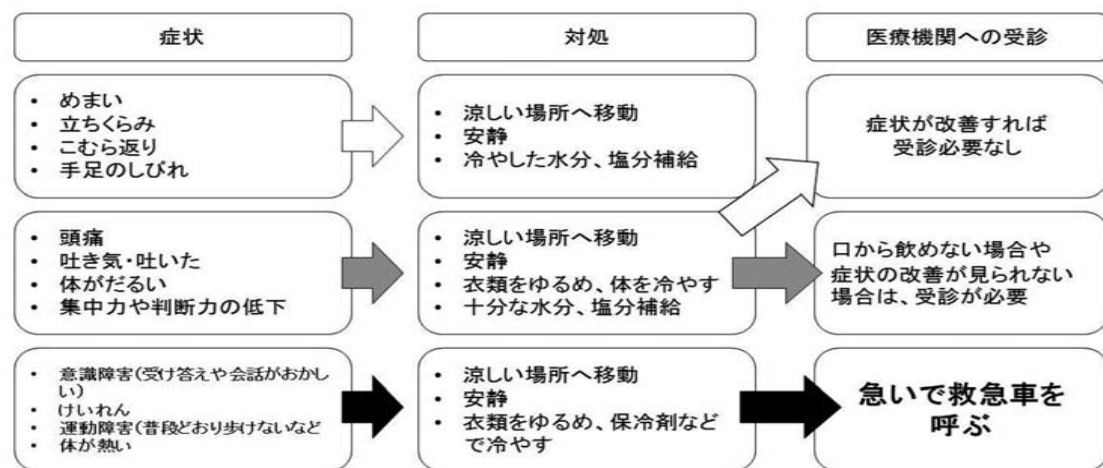 症状
対処
医療機関への受診
• めまい
• 立ちくらみ
• こむら返り
• 手足のしびれ
• 涼しい場所へ移動
• 安静
• 冷やした水分、塩分補給
症状が改善すれば
受診必要なし
• 頭痛
• 吐き気・吐いた
• 体がだるい
• 集中力や判断力の低下
• 涼しい場所へ移動
• 安静
• 衣類をゆるめ、体を冷やす
• 十分な水分、塩分補給
口から飲めない場合や
症状の改善が見られない
場合は、受診が必要
• 意識障害(受け答えや会話がおかし
い)
• けいれん
• 運動障害(普段どおり歩けないなど
• 体が熱い
• 涼しい場所へ移動
• 安静
• 衣類をゆるめ、保冷剤など
で冷やす
急いで救急車を
呼ぶ